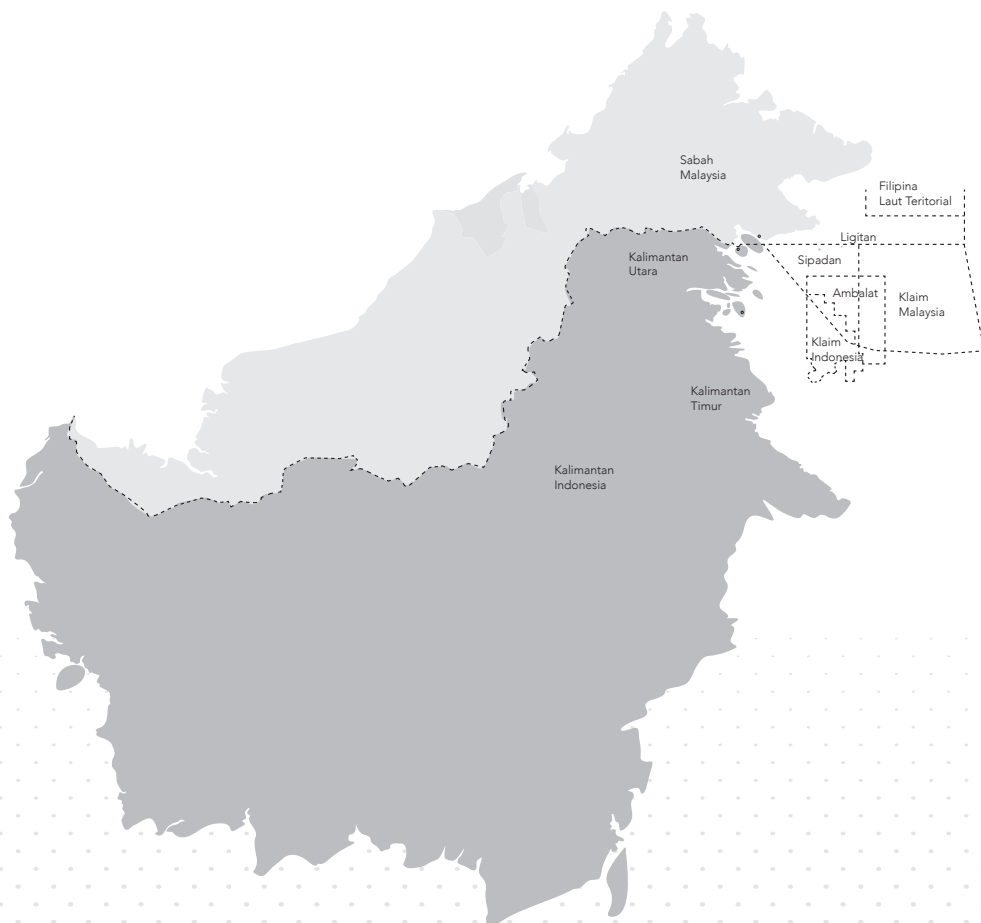 Sabah
Malaysia
Filipina
Laut Teritorial
Ligitan
Kalimantan
Utara
Sipadan
Ambalat
Klaim
Malaysia
Klaim
Indonesia
Kalimantan
Timur
Kalimantan
Indonesia